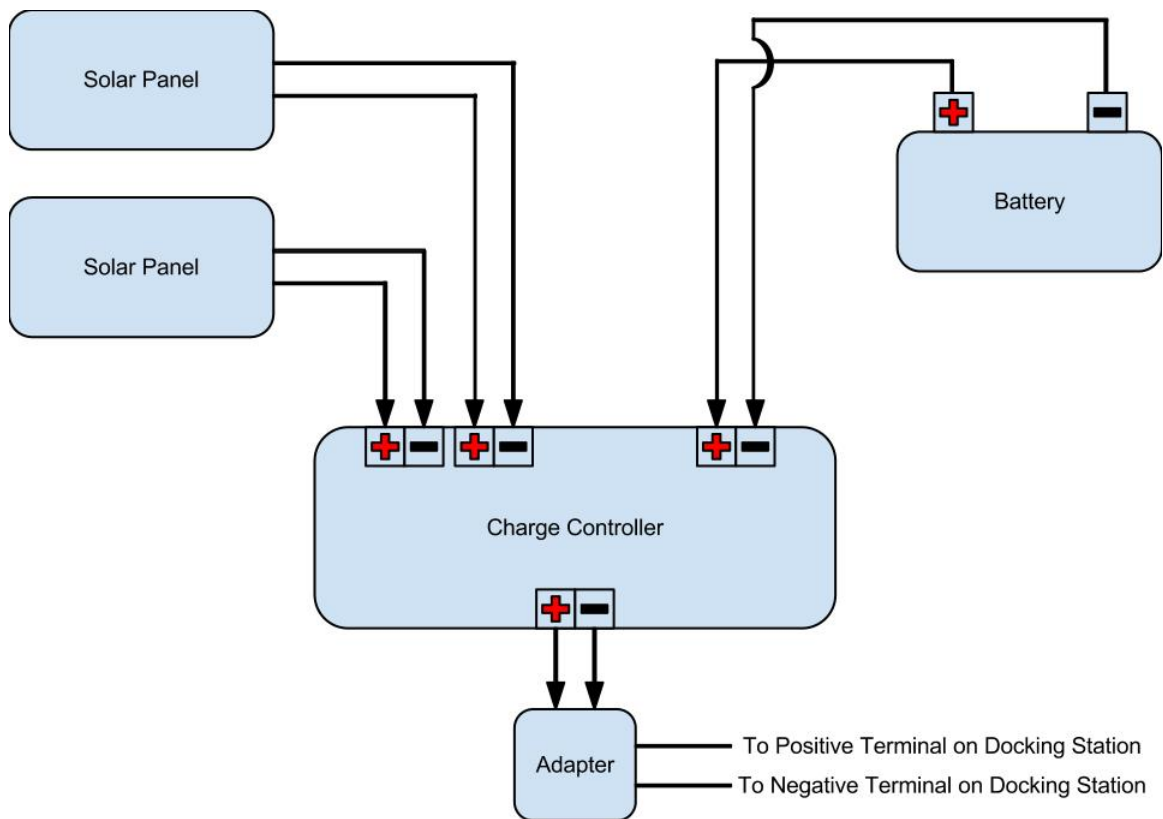 Solar Panel
Solar Panel
Battery
Charge Controller
Adapter
To Positive Terminal on Docking Station
To Negative Terminal on Docking Station